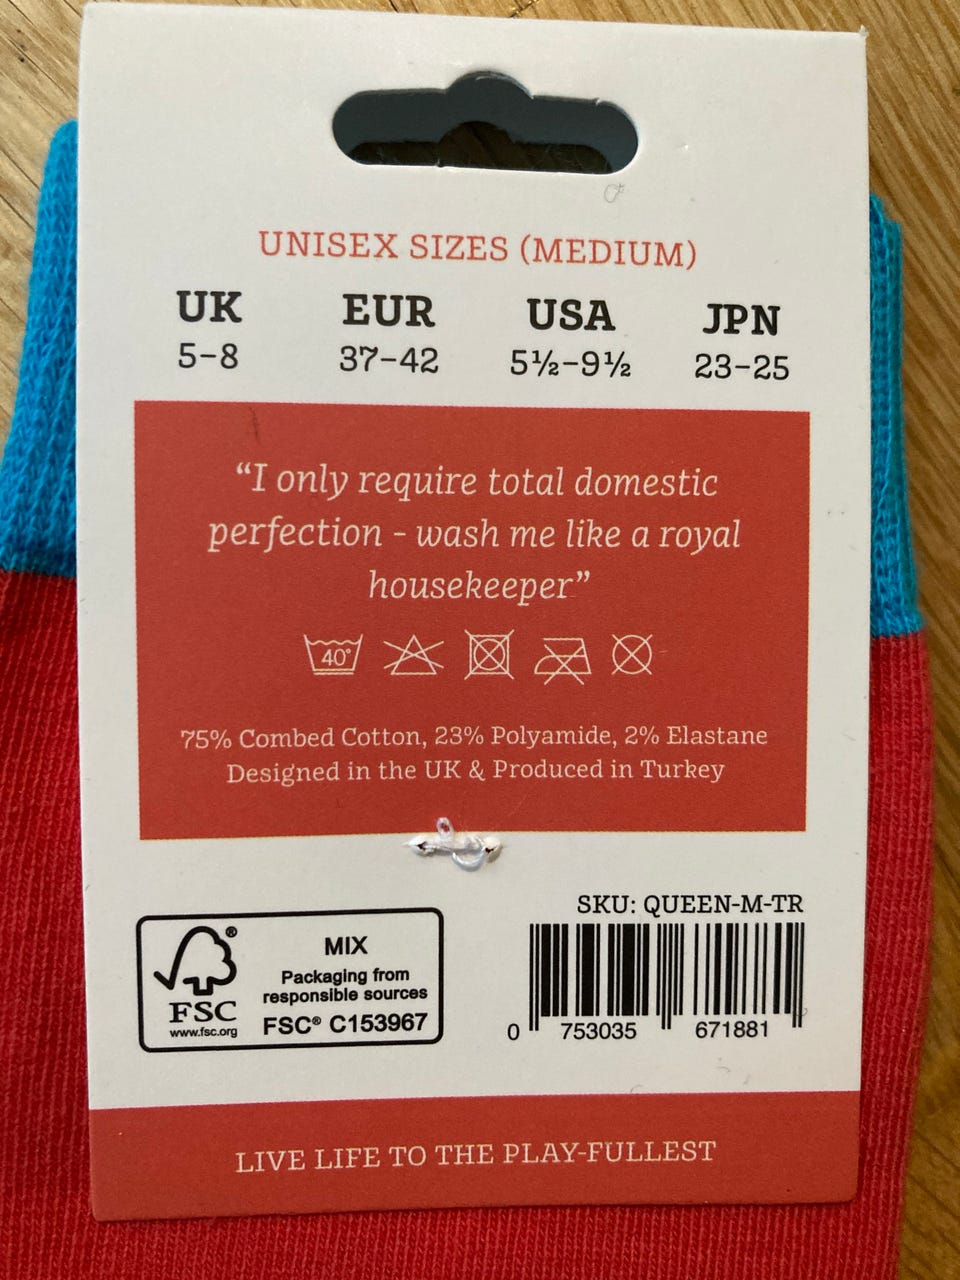 UNISEX SIZES (MEDIUM)
UK EUR USA JPN
5-8 37-42 5½-9½ 23-25
“I only require total domestic
perfection - wash me like a royal
housekeeper”
40°
75% Combed Cotton, 23% Polyamide, 2% Elastane
Designed in the UK & Produced in Turkey
SKU: QUEEN-M-TR
0 753035 671881
FSC®
www.fsc.org
MIX
Packaging from
responsible sources
FSC® C153967
LIVE LIFE TO THE PLAY-FULLEST